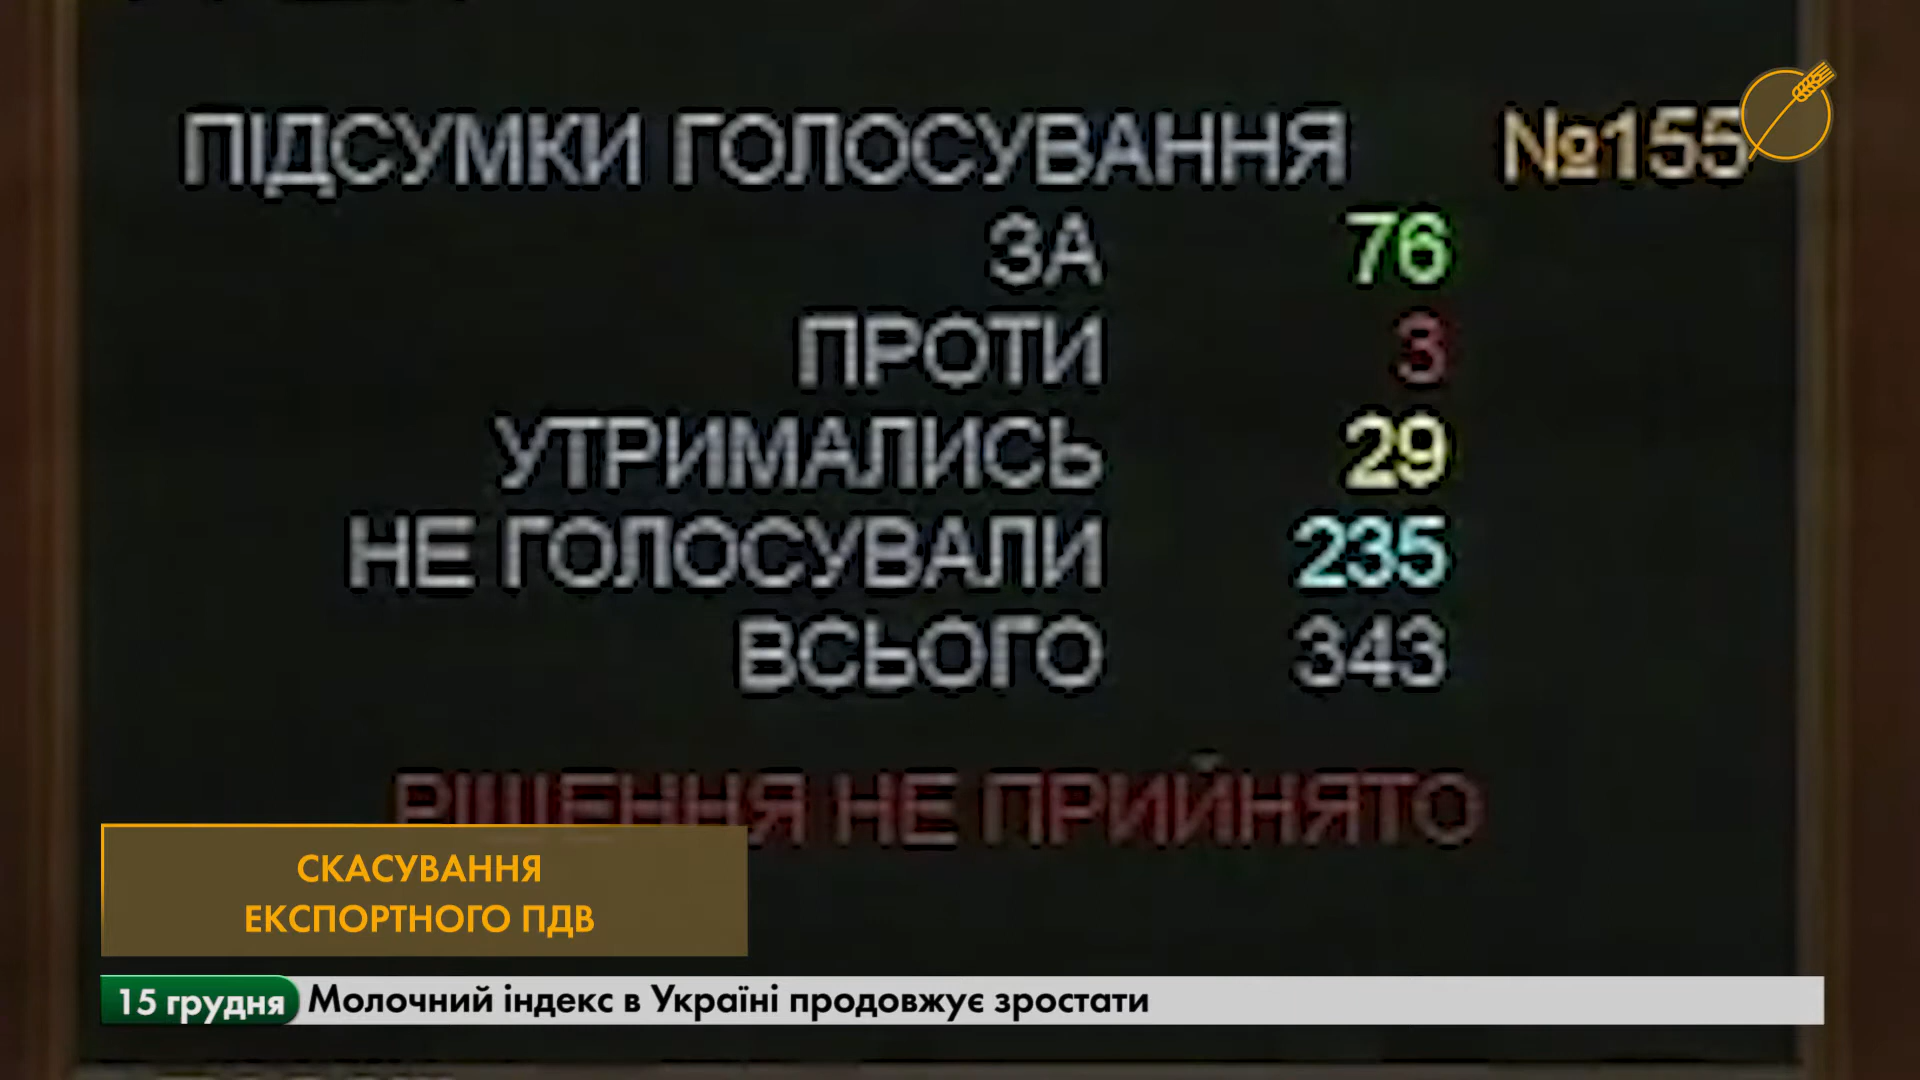 ПІДСУМКИ ГОЛОСУВАННЯ №155
ЗА 76
ПРОТИ 3
УТРИМАЛИСЬ 29
НЕ ГОЛОСУВАЛИ 235
ВСЬОГО 343
РІШЕННЯ НЕ ПРИЙНЯТО
СКАСУВАННЯ
ЕКСПОРТНОГО ПДВ
15 грудня Молочний індекс в Україні продовжує зростати